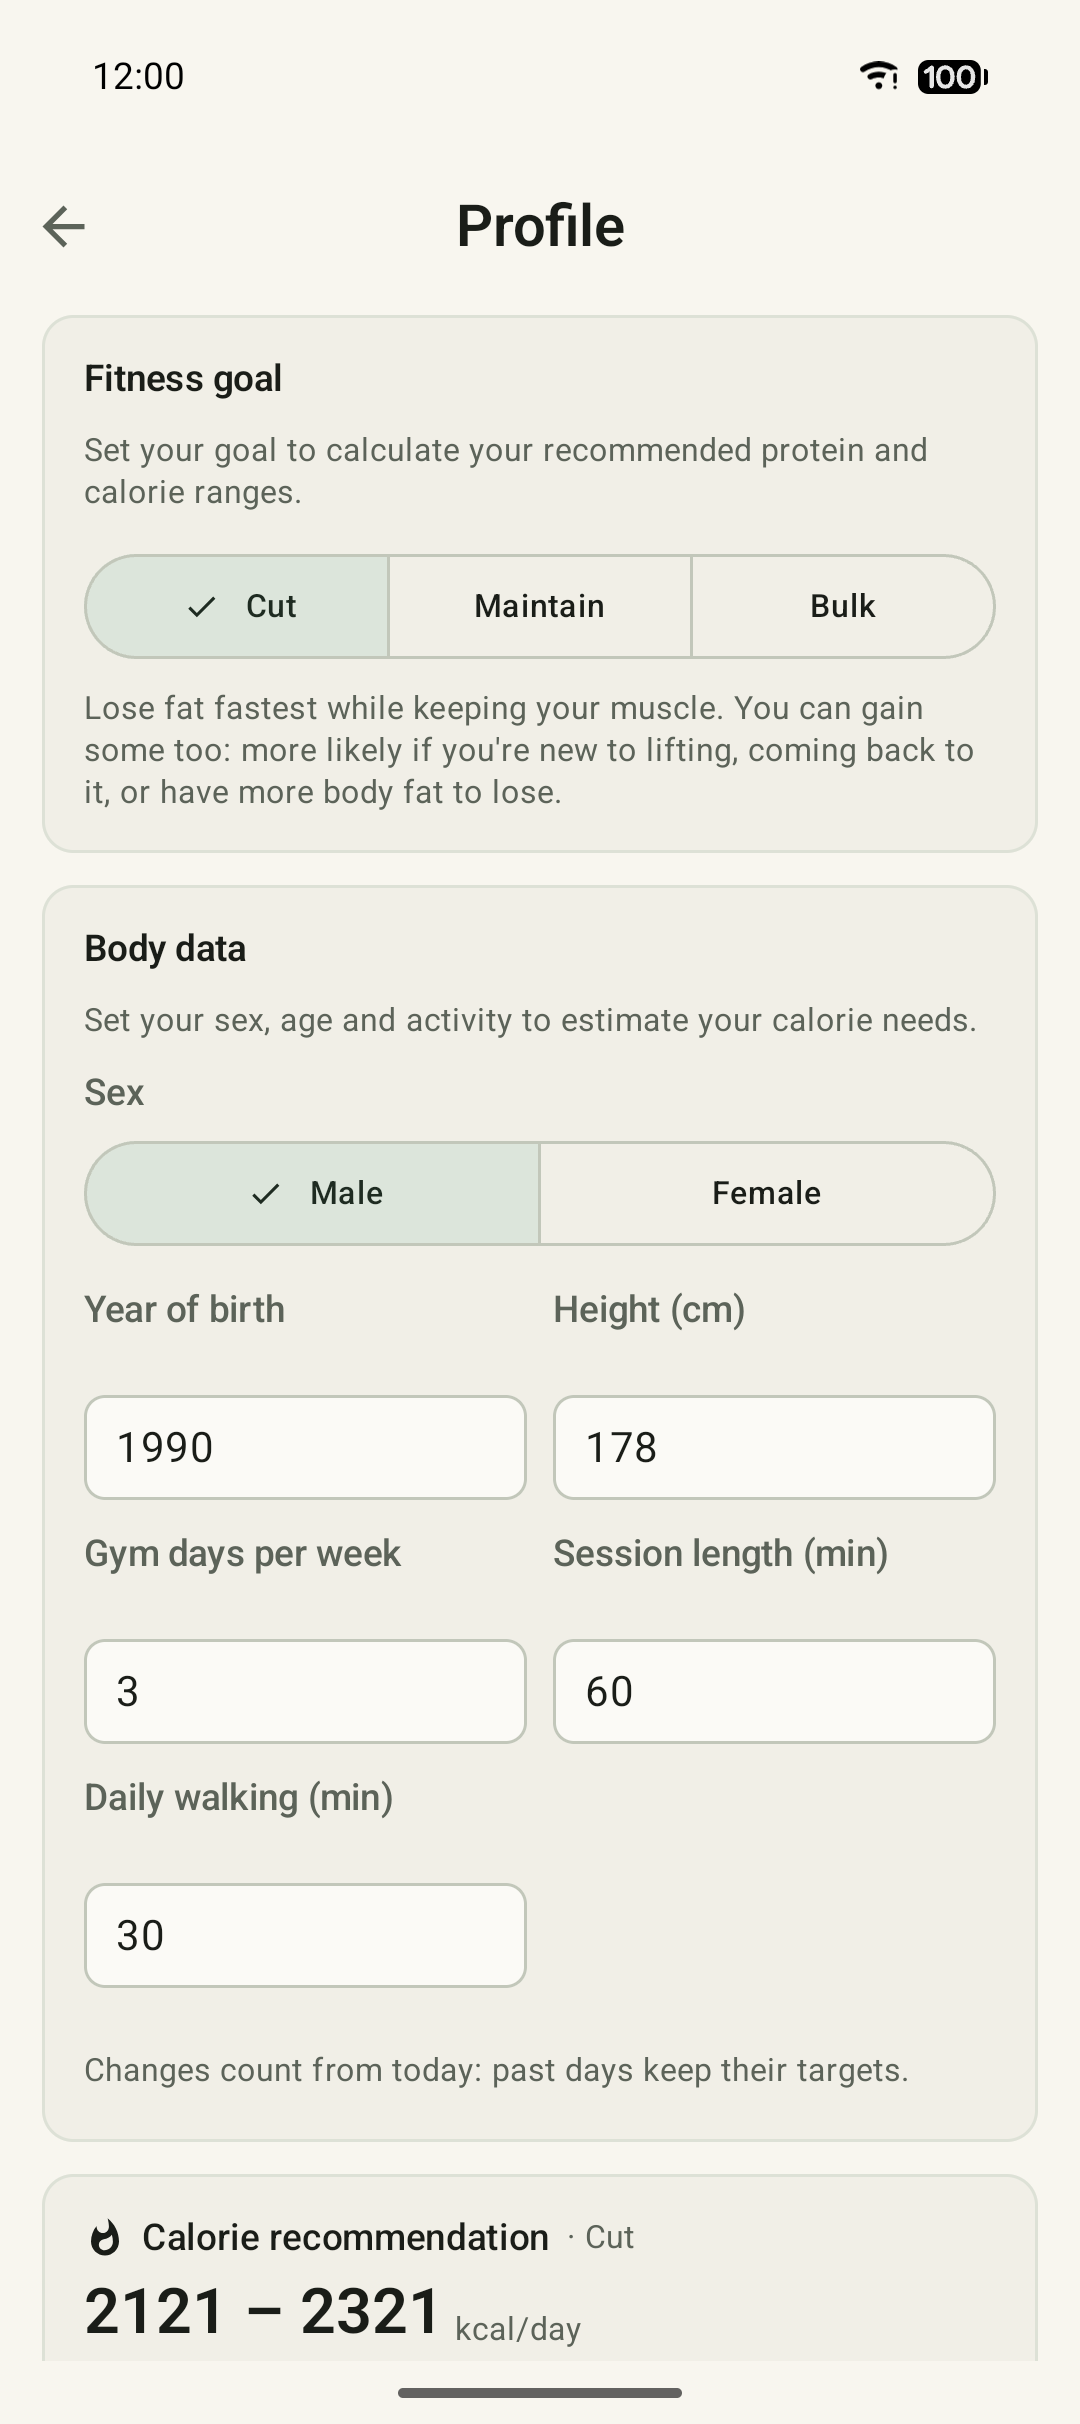 12:00
100
Profile
Fitness goal
Set your goal to calculate your recommended protein and
calorie ranges.
Cut
Maintain
Bulk
Lose fat fastest while keeping your muscle. You can gain
some too: more likely if you're new to lifting, coming back to
it, or have more body fat to lose.
Body data
Set your sex, age and activity to estimate your calorie needs.
Sex
Male
Female
Year of birth
Height (cm)
1990
178
Gym days per week
Session length (min)
3
60
Daily walking (min)
30
Changes count from today: past days keep their targets.
Calorie recommendation · Cut
2121 – 2321 kcal/day